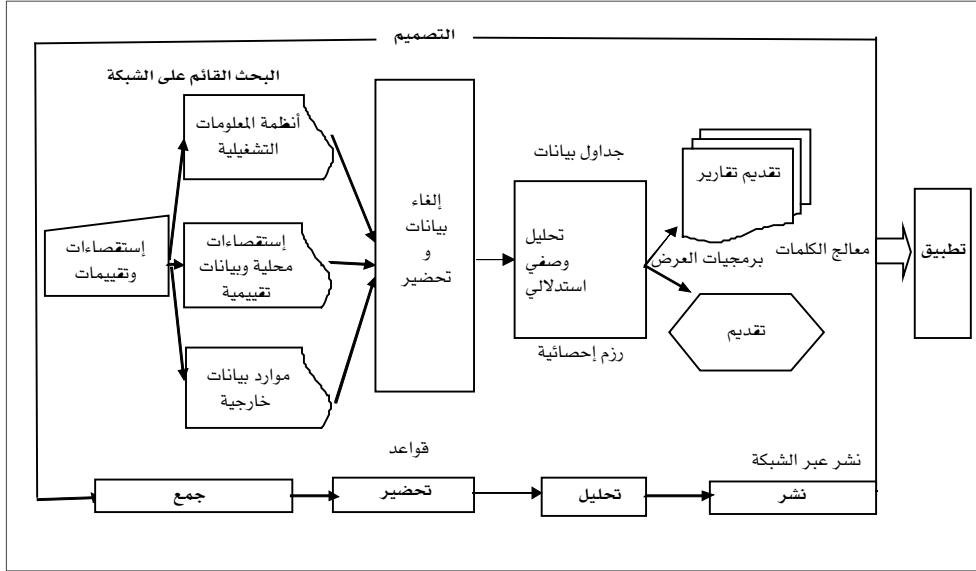 التصميم
البحث القائم على الشبكة
أنظمة المعلومات
التشغيلية
إستقصاءات
وتقييمات
إستقصاءات
محلية وبيانات
تقييمية
موارد بيانات
خارجية
إلغاء
بيانات
و
تحضير
جداول بيانات
تحليل
وصفي
استدلالي
رزم إحصائية
تقديم تقارير
برمجيات العرض
معالج الكلمات
تقديم
تطبيق
قواعد
نشر عبر الشبكة
جمع
تحضير
تحليل
نشر